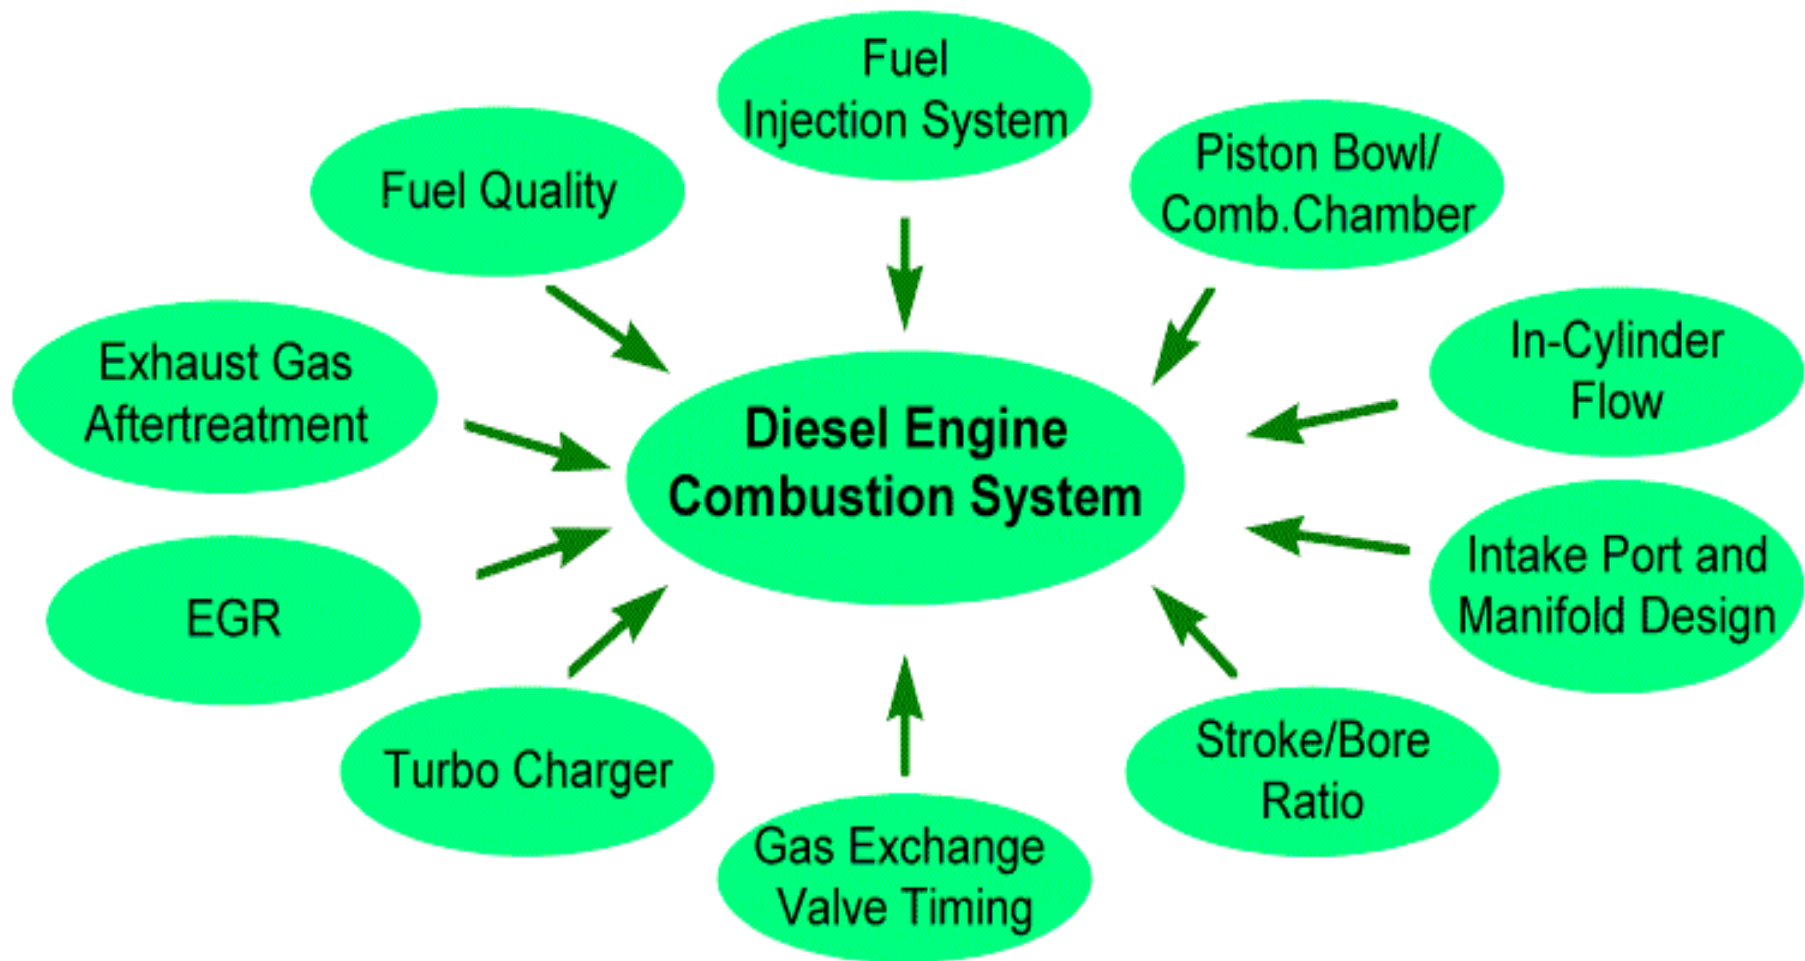 Fuel
Injection System
Piston Bowl/
Comb.Chamber
Fuel Quality
In-Cylinder
Flow
Exhaust Gas
Aftertreatment
Diesel Engine
Combustion System
Intake Port and
Manifold Design
EGR
Stroke/Bore
Ratio
Turbo Charger
Gas Exchange
Valve Timing